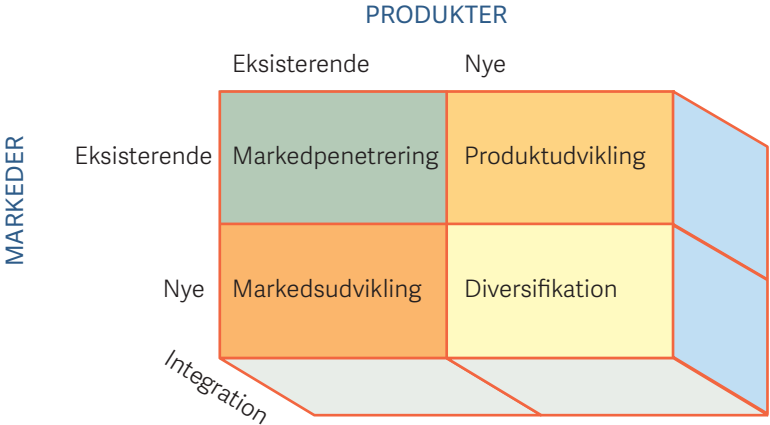 PRODUKTER
Eksisterende Nye
MARKEDER
Eksisterende Markedpenetrering Produktudvikling
Nye Markedsudvikling Diversifikation
Integration